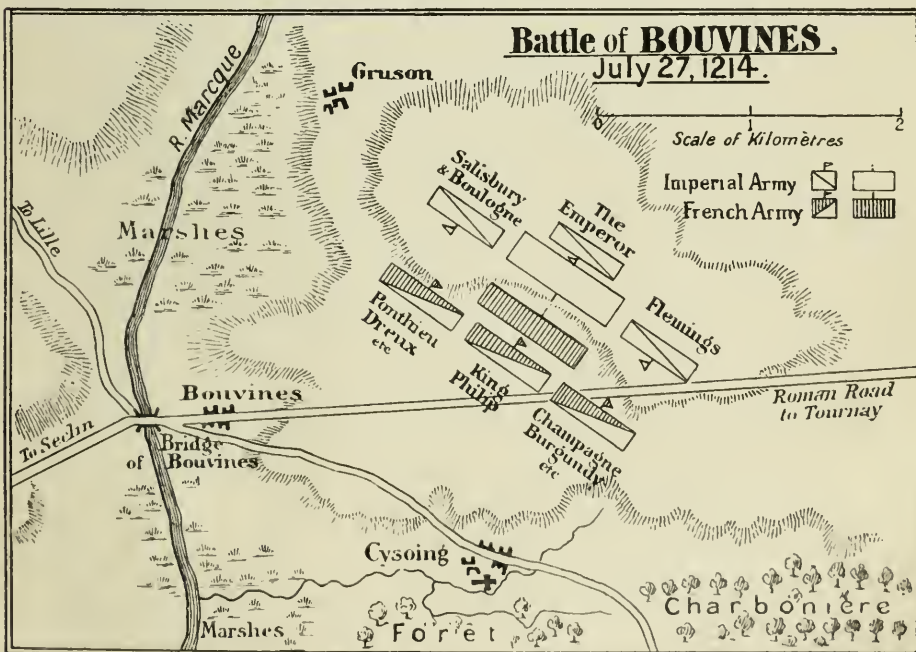 Battle of BOUVINES,
July 27, 1214.
0 1 2
Scale of Kilomètres
Imperial Army
French Army
Gruson
R. Marcque
To Lille
Marshes
Salisbury
& Boulogne
The
Emperor
Flemings
Ponthieu
Dreux
etc
King
Philip
Champagne
Burgundy
etc
Roman Road
to Tournay
Bouvines
To Seclin
Bridge
of Bouvines
Cysoing
Marshes
Forêt
Charbonière